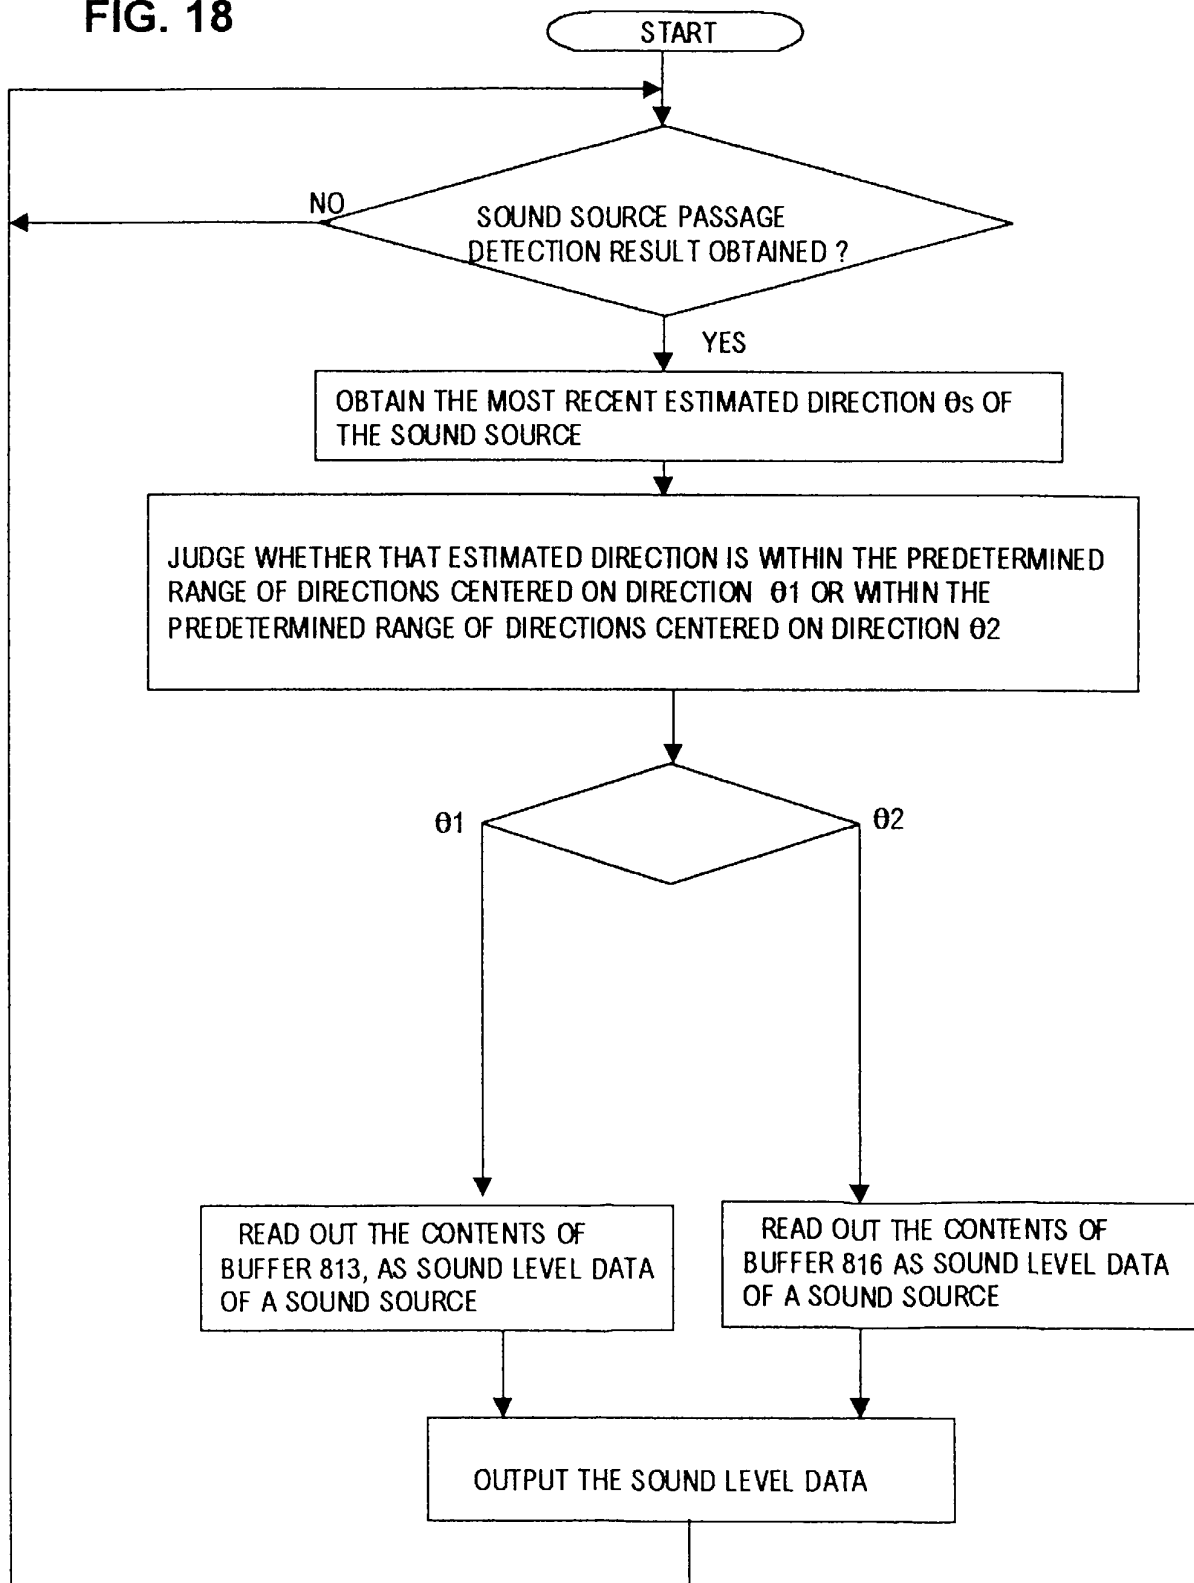 FIG. 18
START
NO
SOUND SOURCE PASSAGE
DETECTION RESULT OBTAINED ?
YES
OBTAIN THE MOST RECENT ESTIMATED DIRECTION θs OF
THE SOUND SOURCE
JUDGE WHETHER THAT ESTIMATED DIRECTION IS WITHIN THE PREDETERMINED
RANGE OF DIRECTIONS CENTERED ON DIRECTION θ1 OR WITHIN THE
PREDETERMINED RANGE OF DIRECTIONS CENTERED ON DIRECTION θ2
θ1
θ2
READ OUT THE CONTENTS OF
BUFFER 813, AS SOUND LEVEL DATA
OF A SOUND SOURCE
READ OUT THE CONTENTS OF
BUFFER 816 AS SOUND LEVEL DATA
OF A SOUND SOURCE
OUTPUT THE SOUND LEVEL DATA